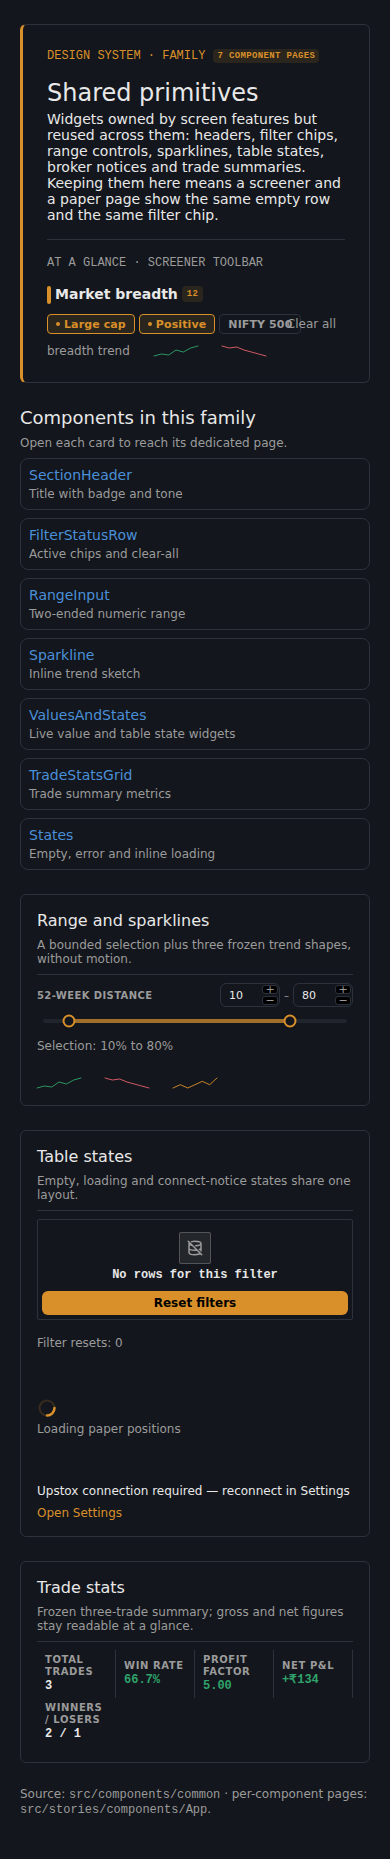 DESIGN SYSTEM · FAMILY 7 COMPONENT PAGES
Shared primitives
Widgets owned by screen features but
reused across them: headers, filter chips,
range controls, sparklines, table states,
broker notices and trade summaries.
Keeping them here means a screener and
a paper page show the same empty row
and the same filter chip.
AT A GLANCE · SCREENER TOOLBAR
Market breadth 12
Large cap Positive NIFTY 500 Clear all
breadth trend
Components in this family
Open each card to reach its dedicated page.
SectionHeader
Title with badge and tone
FilterStatusRow
Active chips and clear-all
RangeInput
Two-ended numeric range
Sparkline
Inline trend sketch
ValuesAndStates
Live value and table state widgets
TradeStatsGrid
Trade summary metrics
States
Empty, error and inline loading
Range and sparklines
A bounded selection plus three frozen trend shapes,
without motion.
52-WEEK DISTANCE 10 + − – 80 + −
Selection: 10% to 80%
Table states
Empty, loading and connect-notice states share one
layout.
No rows for this filter
Reset filters
Filter resets: 0
Loading paper positions
Upstox connection required — reconnect in Settings
Open Settings
Trade stats
Frozen three-trade summary; gross and net figures
stay readable at a glance.
TOTAL
TRADES
3
WIN RATE
66.7%
PROFIT
FACTOR
5.00
NET P&L
+₹134
WINNERS
/ LOSERS
2 / 1
Source: src/components/common · per-component pages:
src/stories/components/App.